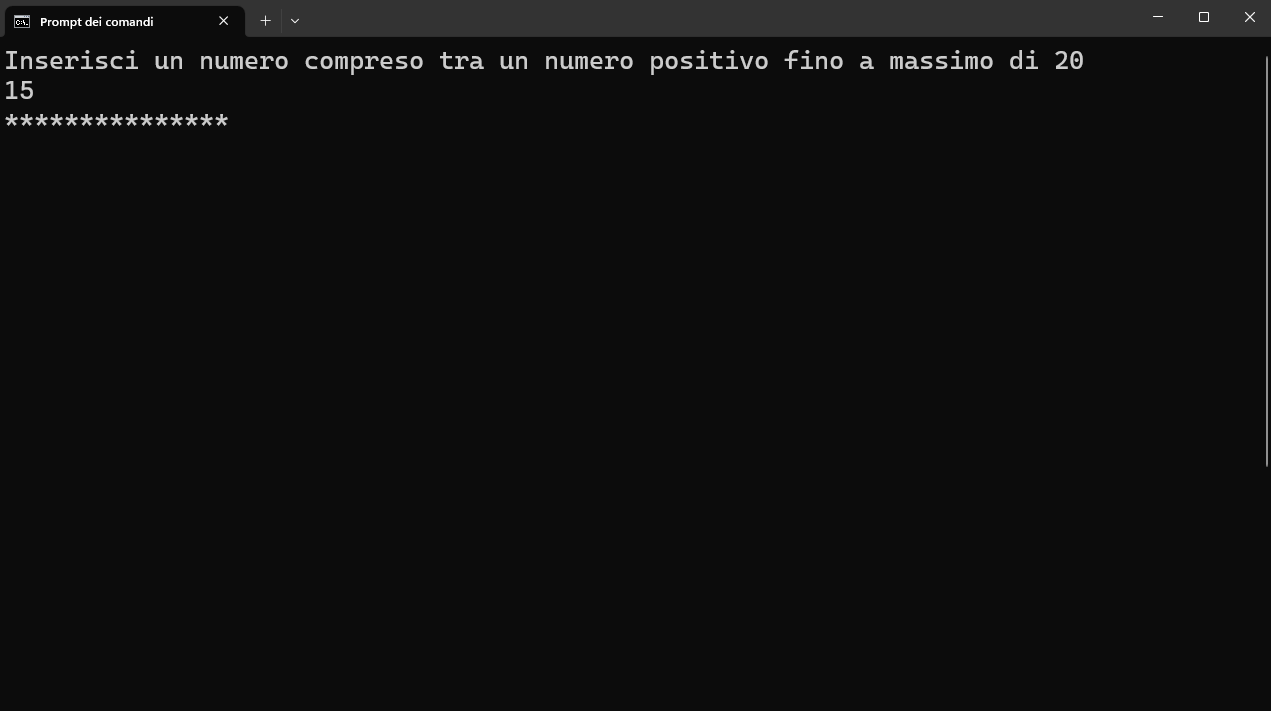 Prompt dei comandi
Inserisci un numero compreso tra un numero positivo fino a massimo di 20
15
***************